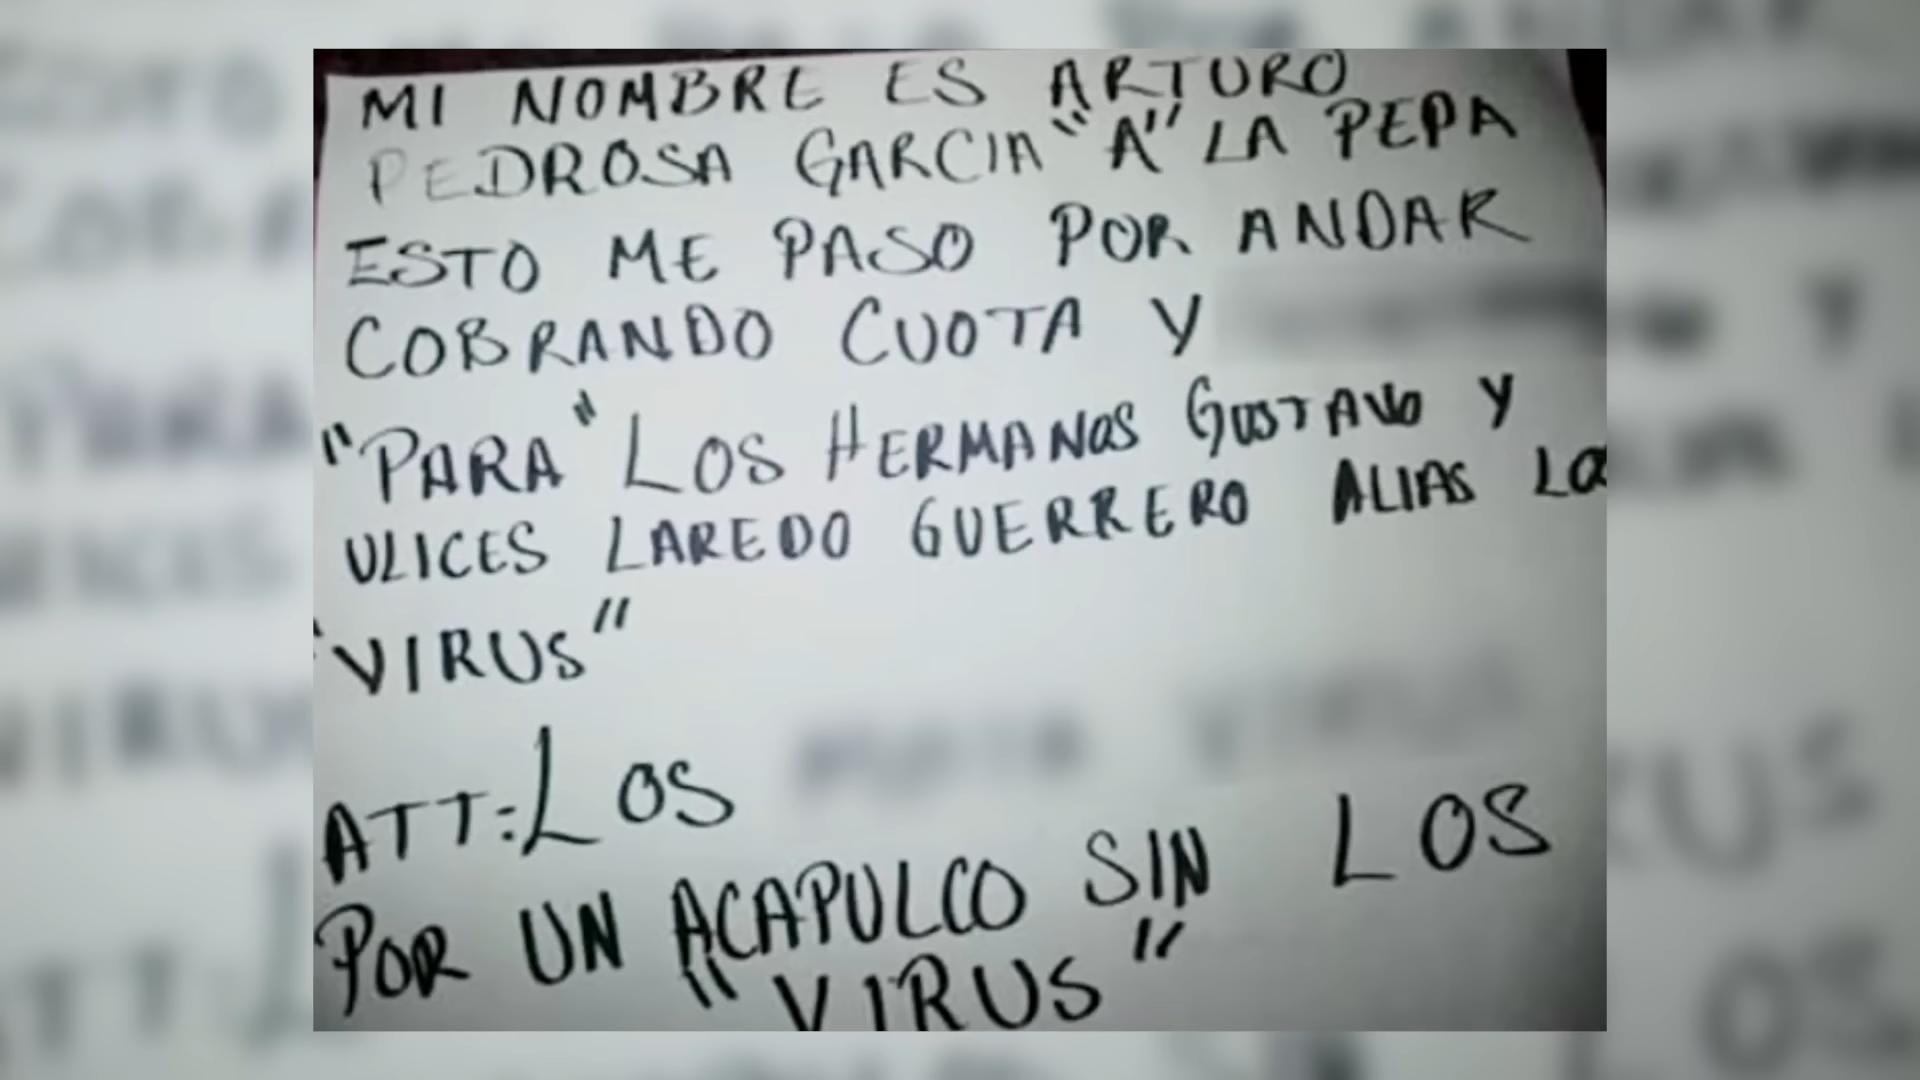 MI NOMBRE ES ARTURO
PEDROSA GARCIA "A" LA PEPA
ESTO ME PASO POR ANDAR
COBRANDO CUOTA Y
"PARA" LOS HERMANOS GUSTAVO Y
ULICES LAREDO GUERRERO ALIAS LOS
"VIRUS"
ATT: LOS
POR UN ACAPULCO SIN LOS
"VIRUS"